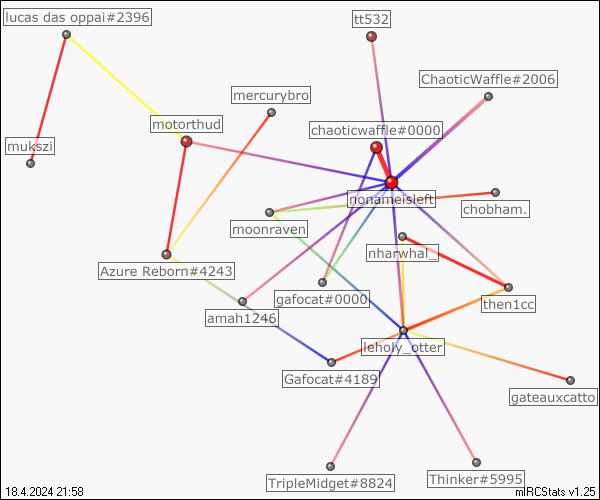 lucas das oppai#2396
tt532
ChaoticWaffle#2006
mercurybro
motorthud
chaoticwaffle#0000
mukszi
nonameisleft
chobham.
moonraven
nharwhal_
Azure Reborn#4243
gafocat#0000
then1cc
amah1246
leholy_otter
Gafocat#4189
gateauxcatto
TripleMidget#8824
Thinker#5995
18.4.2024 21:58
mIRCStats v1.25